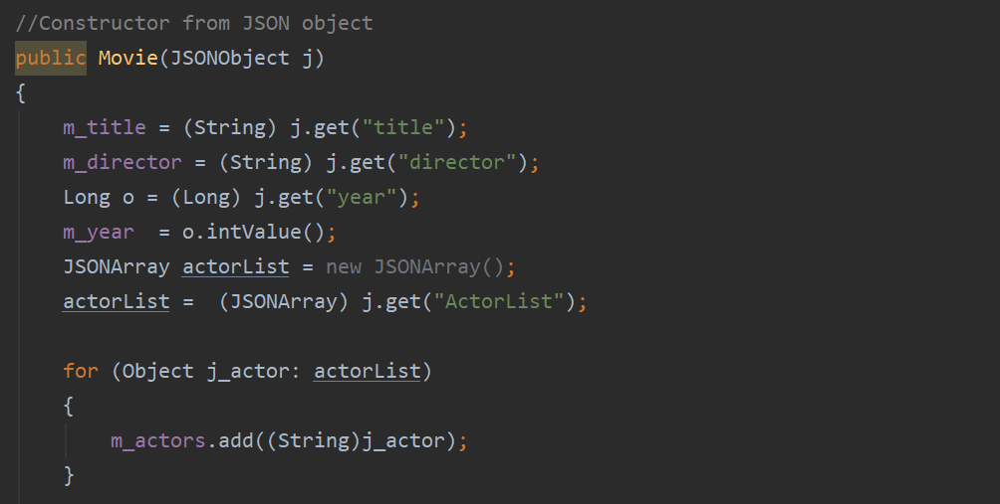 //Constructor from JSON object
public Movie(JSONObject j)
{
m_title = (String) j.get("title");
m_director = (String) j.get("director");
Long o = (Long) j.get("year");
m_year  = o.intValue();
JSONArray actorList = new JSONArray();
actorList =  (JSONArray) j.get("ActorList");
for (Object j_actor: actorList)
{
m_actors.add((String)j_actor);
}